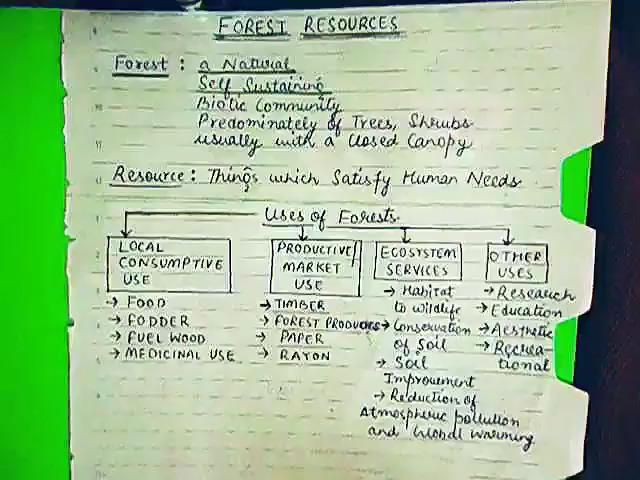 FOREST RESOURCES
Forest : a Natural
Self Sustaining
Biotic Community
Predominately of Trees, Shrubs
usually with a Closed Canopy
Resource : Things which Satisfy Human Needs
Uses of Forests
LOCAL
CONSUMPTIVE
USE
→ FOOD
→ FODDER
→ FUEL WOOD
→ MEDICINAL USE
PRODUCTIVE/
MARKET
USE
→ TIMBER
→ FOREST PRODUCES
→ PAPER
→ RAYON
ECOSYSTEM
SERVICES
→ Habitat
to wildlife
→ Conservation
of Soil
→ Soil
Improvement
→ Reduction of
Atmospheric pollution
and Global warming
OTHER
USES
→ Research
→ Education
→ Aesthetic
→ Recrea-
tional